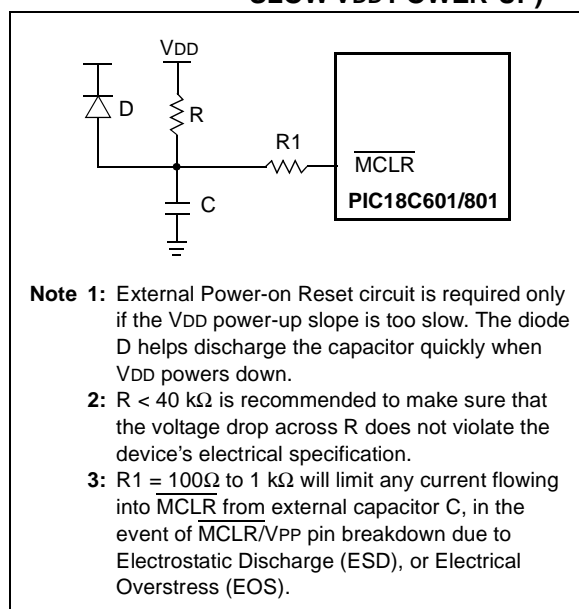 SLOW VDD POWER-UP)
VDD
D
R
R1
MCLR
C
PIC18C601/801
Note 1: External Power-on Reset circuit is required only
if the VDD power-up slope is too slow. The diode
D helps discharge the capacitor quickly when
VDD powers down.
2: R < 40 kΩ is recommended to make sure that
the voltage drop across R does not violate the
device's electrical specification.
3: R1 = 100Ω to 1 kΩ will limit any current flowing
into MCLR from external capacitor C, in the
event of MCLR/VPP pin breakdown due to
Electrostatic Discharge (ESD), or Electrical
Overstress (EOS).